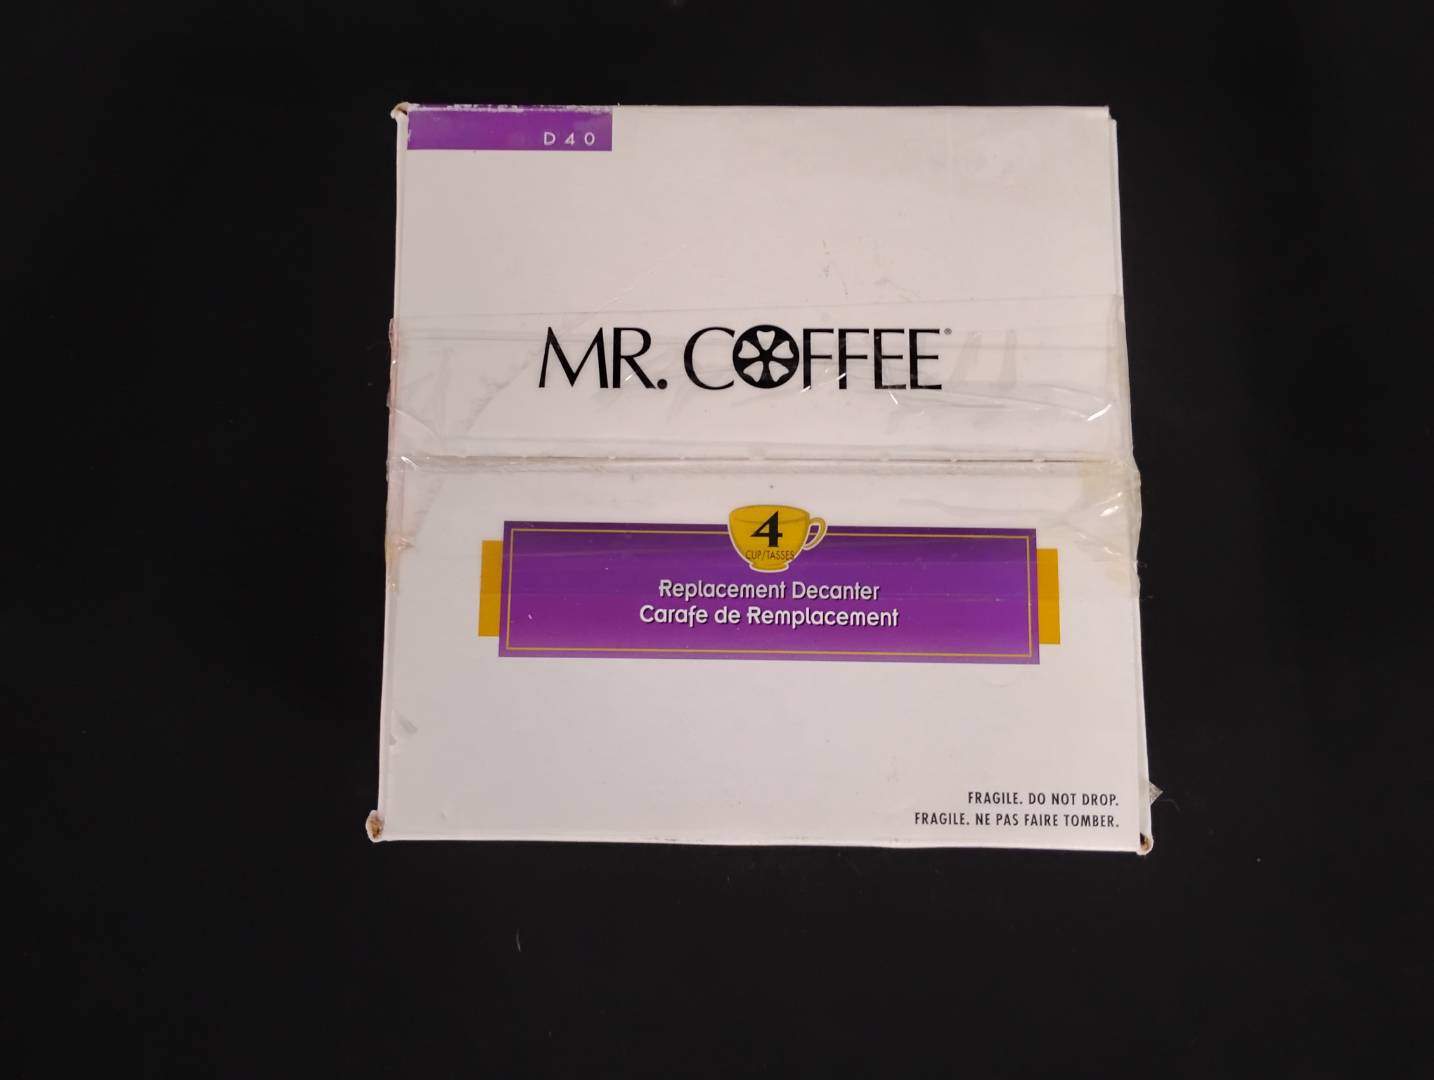 D40
MR. COFFEE®
4
CUP/TASSES
Replacement Decanter
Carafe de Remplacement
FRAGILE. DO NOT DROP.
FRAGILE. NE PAS FAIRE TOMBER.